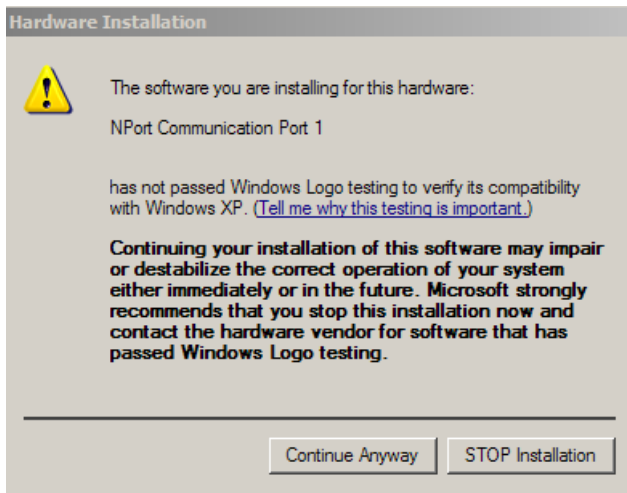 Hardware Installation
The software you are installing for this hardware:
NPort Communication Port 1
has not passed Windows Logo testing to verify its compatibility
with Windows XP. (Tell me why this testing is important.)
Continuing your installation of this software may impair
or destabilize the correct operation of your system
either immediately or in the future. Microsoft strongly
recommends that you stop this installation now and
contact the hardware vendor for software that has
passed Windows Logo testing.
Continue Anyway
STOP Installation